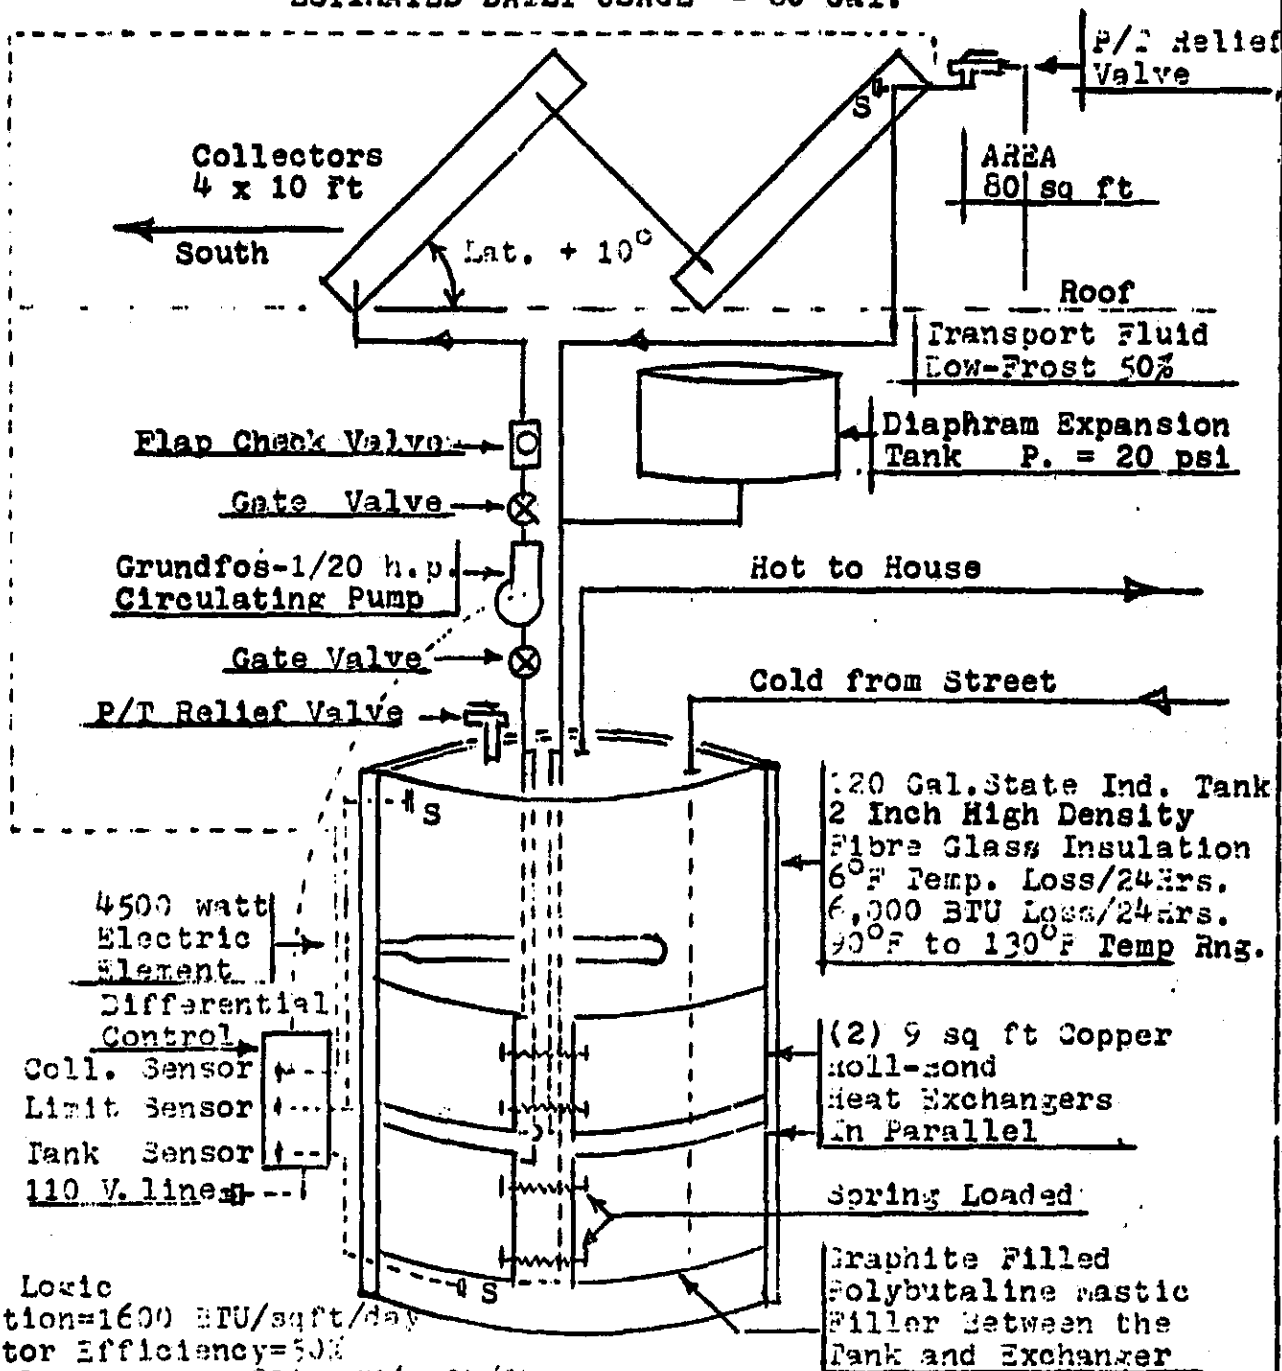 ESTIMATED DAILY USAGE = 80 Gal.
P/T Relief
Valve
S
Collectors
4 x 10 ft
AREA
80 sq ft
South
Lat. + 10°
Roof
Transport Fluid
Low-Frost 50%
Flap Check Valve
Diaphram Expansion
Tank P. = 20 psi
Gate Valve
Grundfos-1/20 h.p.
Circulating Pump
Hot to House
Gate Valve
Cold from Street
P/T Relief Valve
S
120 Gal.State Ind. Tank
2 Inch High Density
Fibre Glass Insulation
6°F Temp. Loss/24Hrs.
6,000 BTU Loss/24Hrs.
90°F to 130°F Temp Rng.
4500 watt
Electric
Element
Differential
Control
Coll. Sensor
Limit Sensor
Tank Sensor
110 V. line
(2) 9 sq ft Copper
Roll-Bond
Heat Exchangers
In Parallel
Spring Loaded
S
Graphite Filled
Polybutaline Mastic
Filler Between the
Tank and Exchanger
Logic
tion=1600 BTU/sqft/day
tor Efficiency=50%